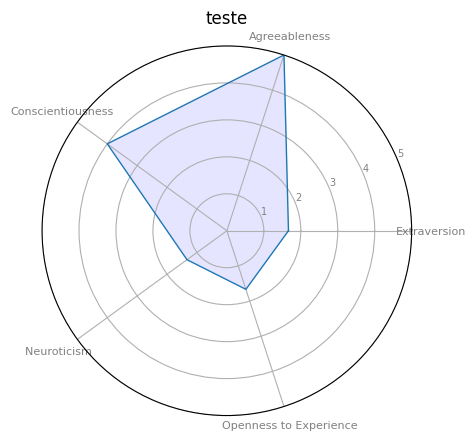 teste
Agreeableness
Conscientiousness
5
4
3
2
1
Extraversion
Neuroticism
Openness to Experience